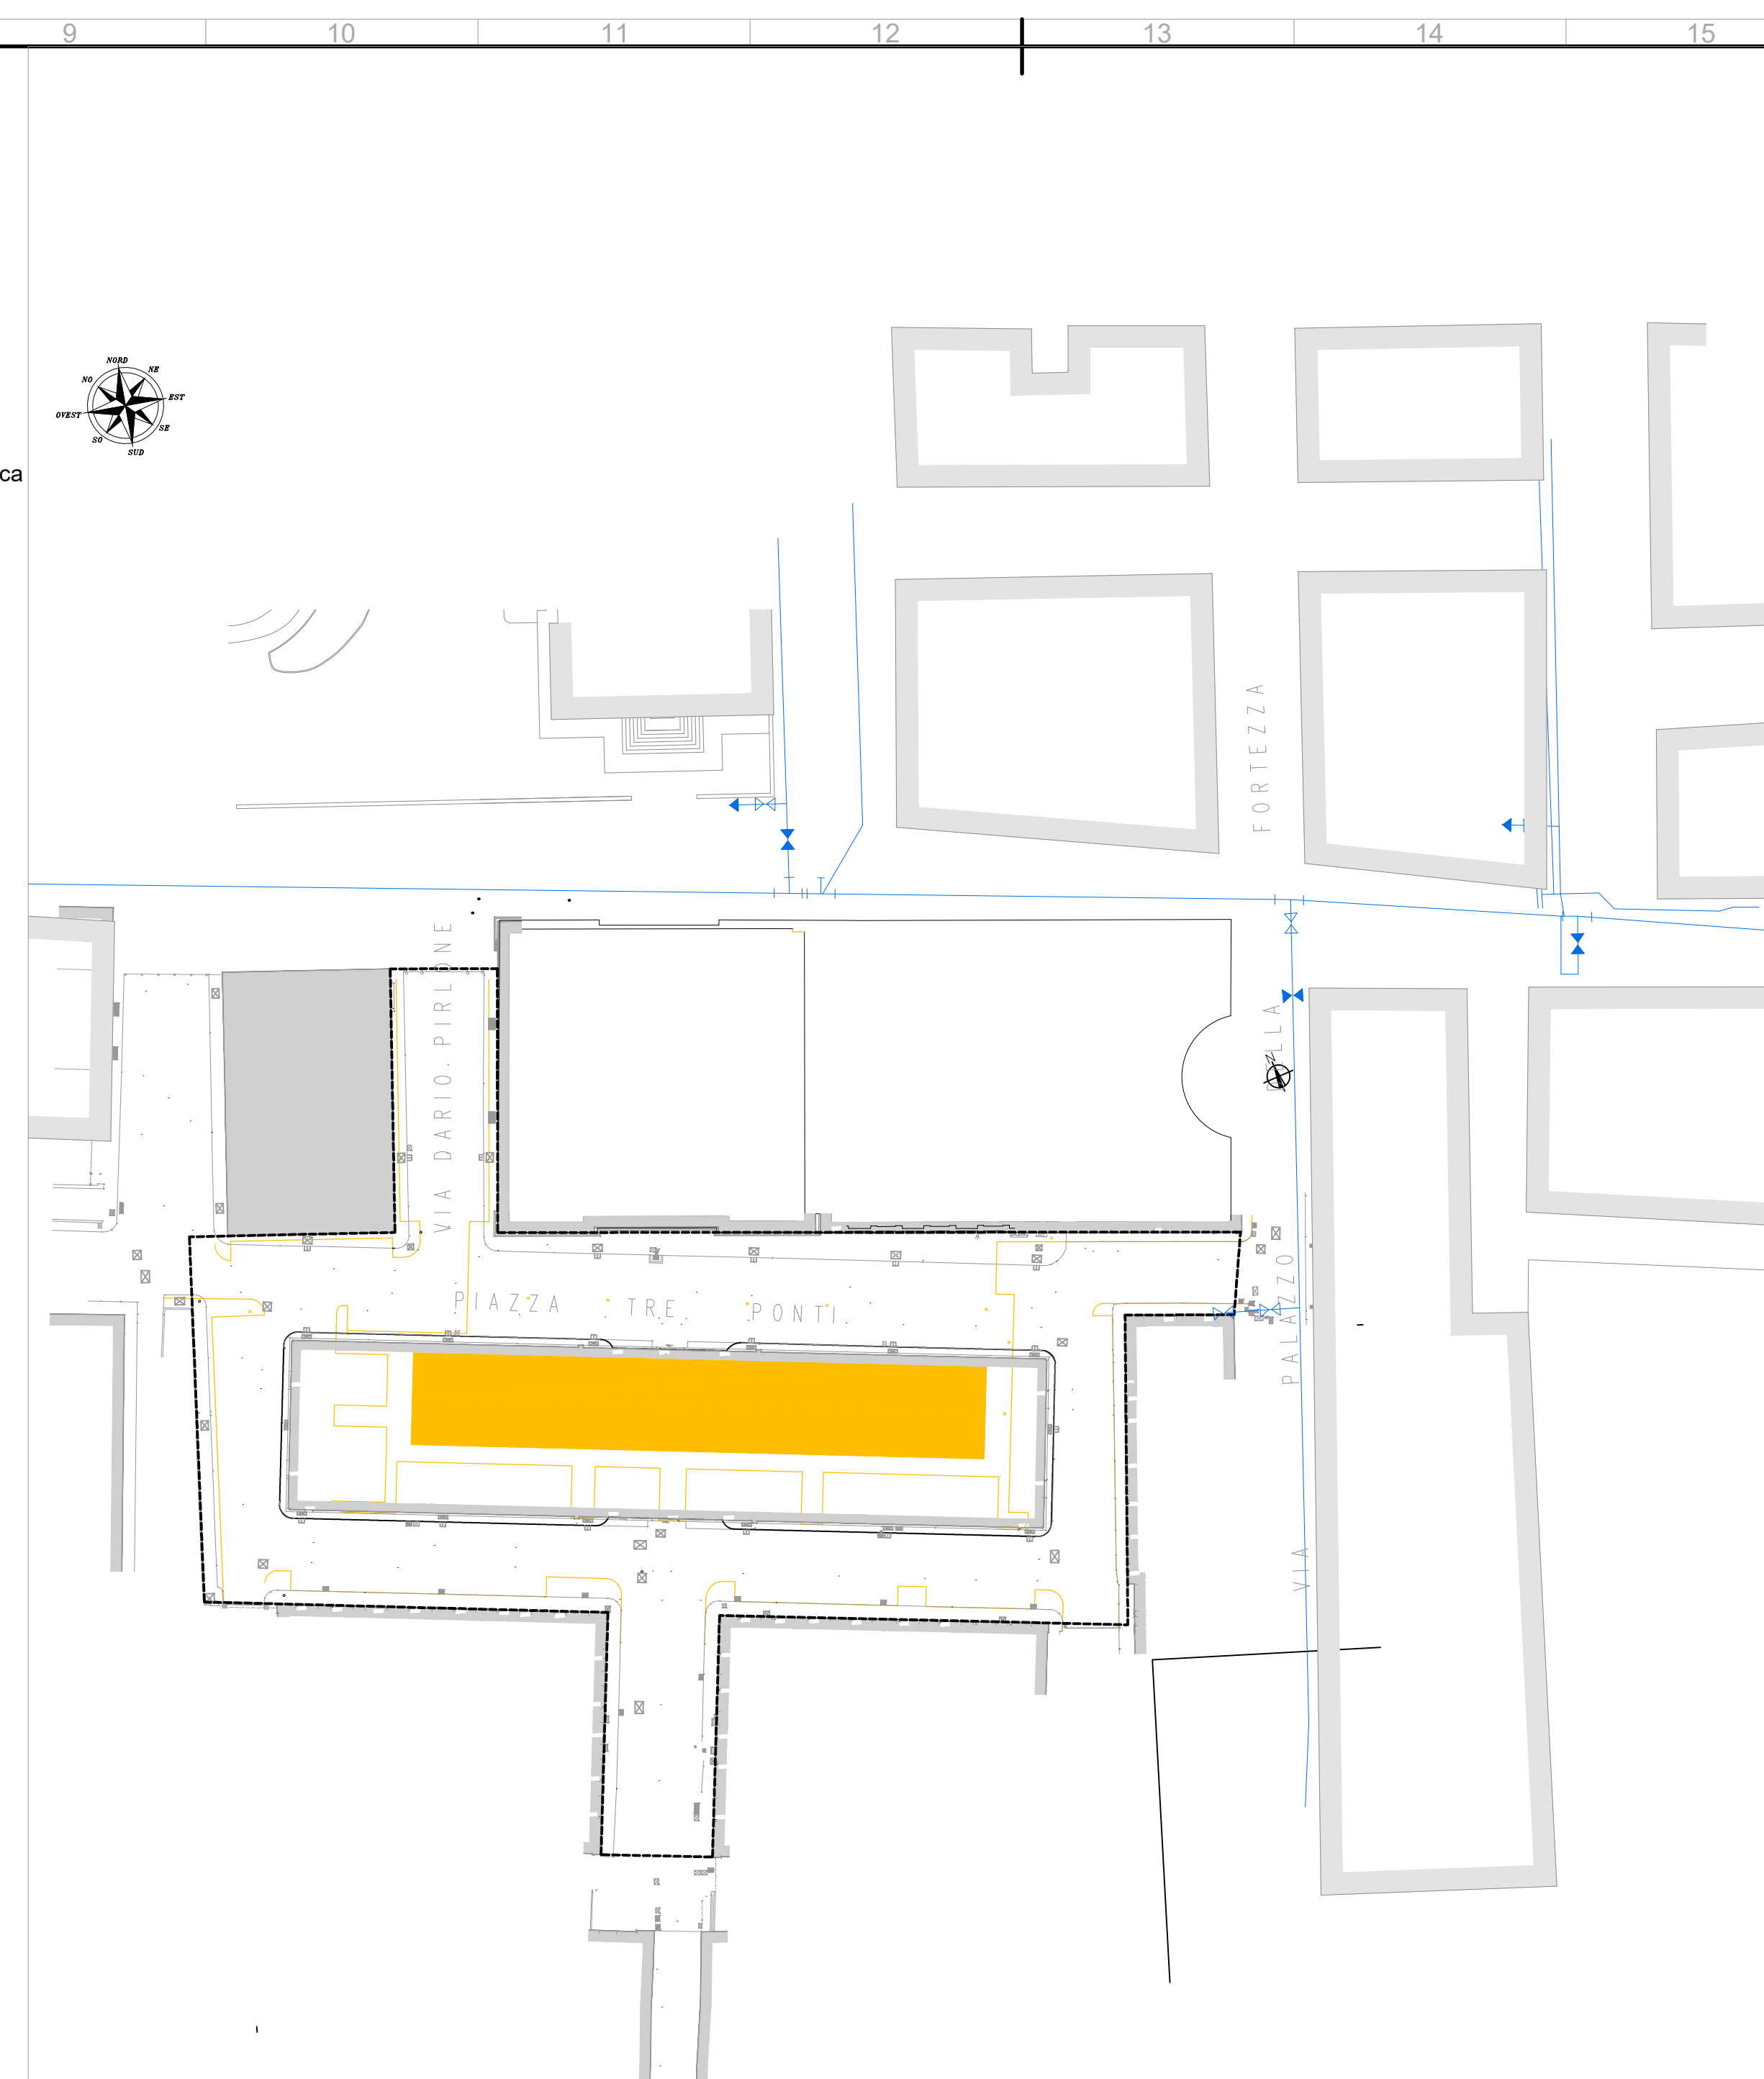 9 10 11 12 13 14 15
NORD
NO NE
OVEST EST
SO SE
SUD
ca
FORTEZZA
VIA DARIO PIRLONE
DELLA
N
PIAZZA TRE PONTI
PALAZZO
VIA